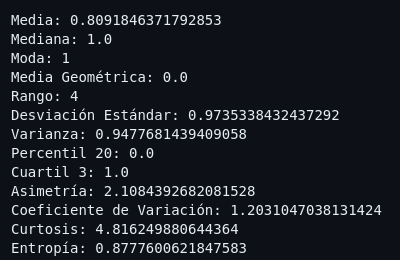 Media: 0.8091846371792853
Mediana: 1.0
Moda: 1
Media Geométrica: 0.0
Rango: 4
Desviación Estándar: 0.9735338432437292
Varianza: 0.9477681439409058
Percentil 20: 0.0
Cuartil 3: 1.0
Asimetría: 2.1084392682081528
Coeficiente de Variación: 1.2031047038131424
Curtosis: 4.816249880644364
Entropía: 0.8777600621847583